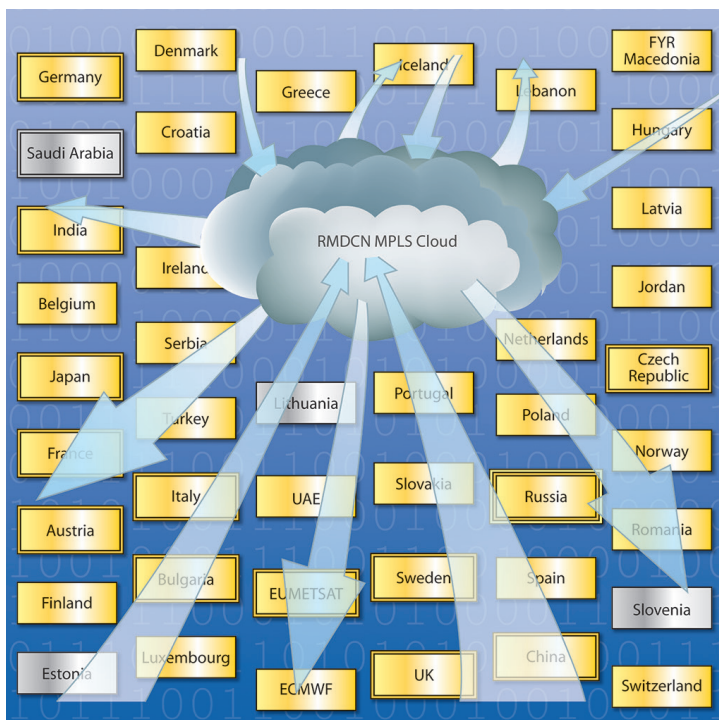 Germany
Saudi Arabia
India
Belgium
Japan
France
Austria
Finland
Estonia
Denmark
Croatia
Ireland
Serbia
Turkey
Italy
Bulgaria
Luxembourg
Greece
Lithuania
UAE
EUMETSAT
ECMWF
Iceland
RMDCN MPLS Cloud
Portugal
Slovakia
Sweden
UK
Lebanon
Netherlands
Poland
Russia
Spain
China
FYR
Macedonia
Hungary
Latvia
Jordan
Czech
Republic
Norway
Romania
Slovenia
Switzerland